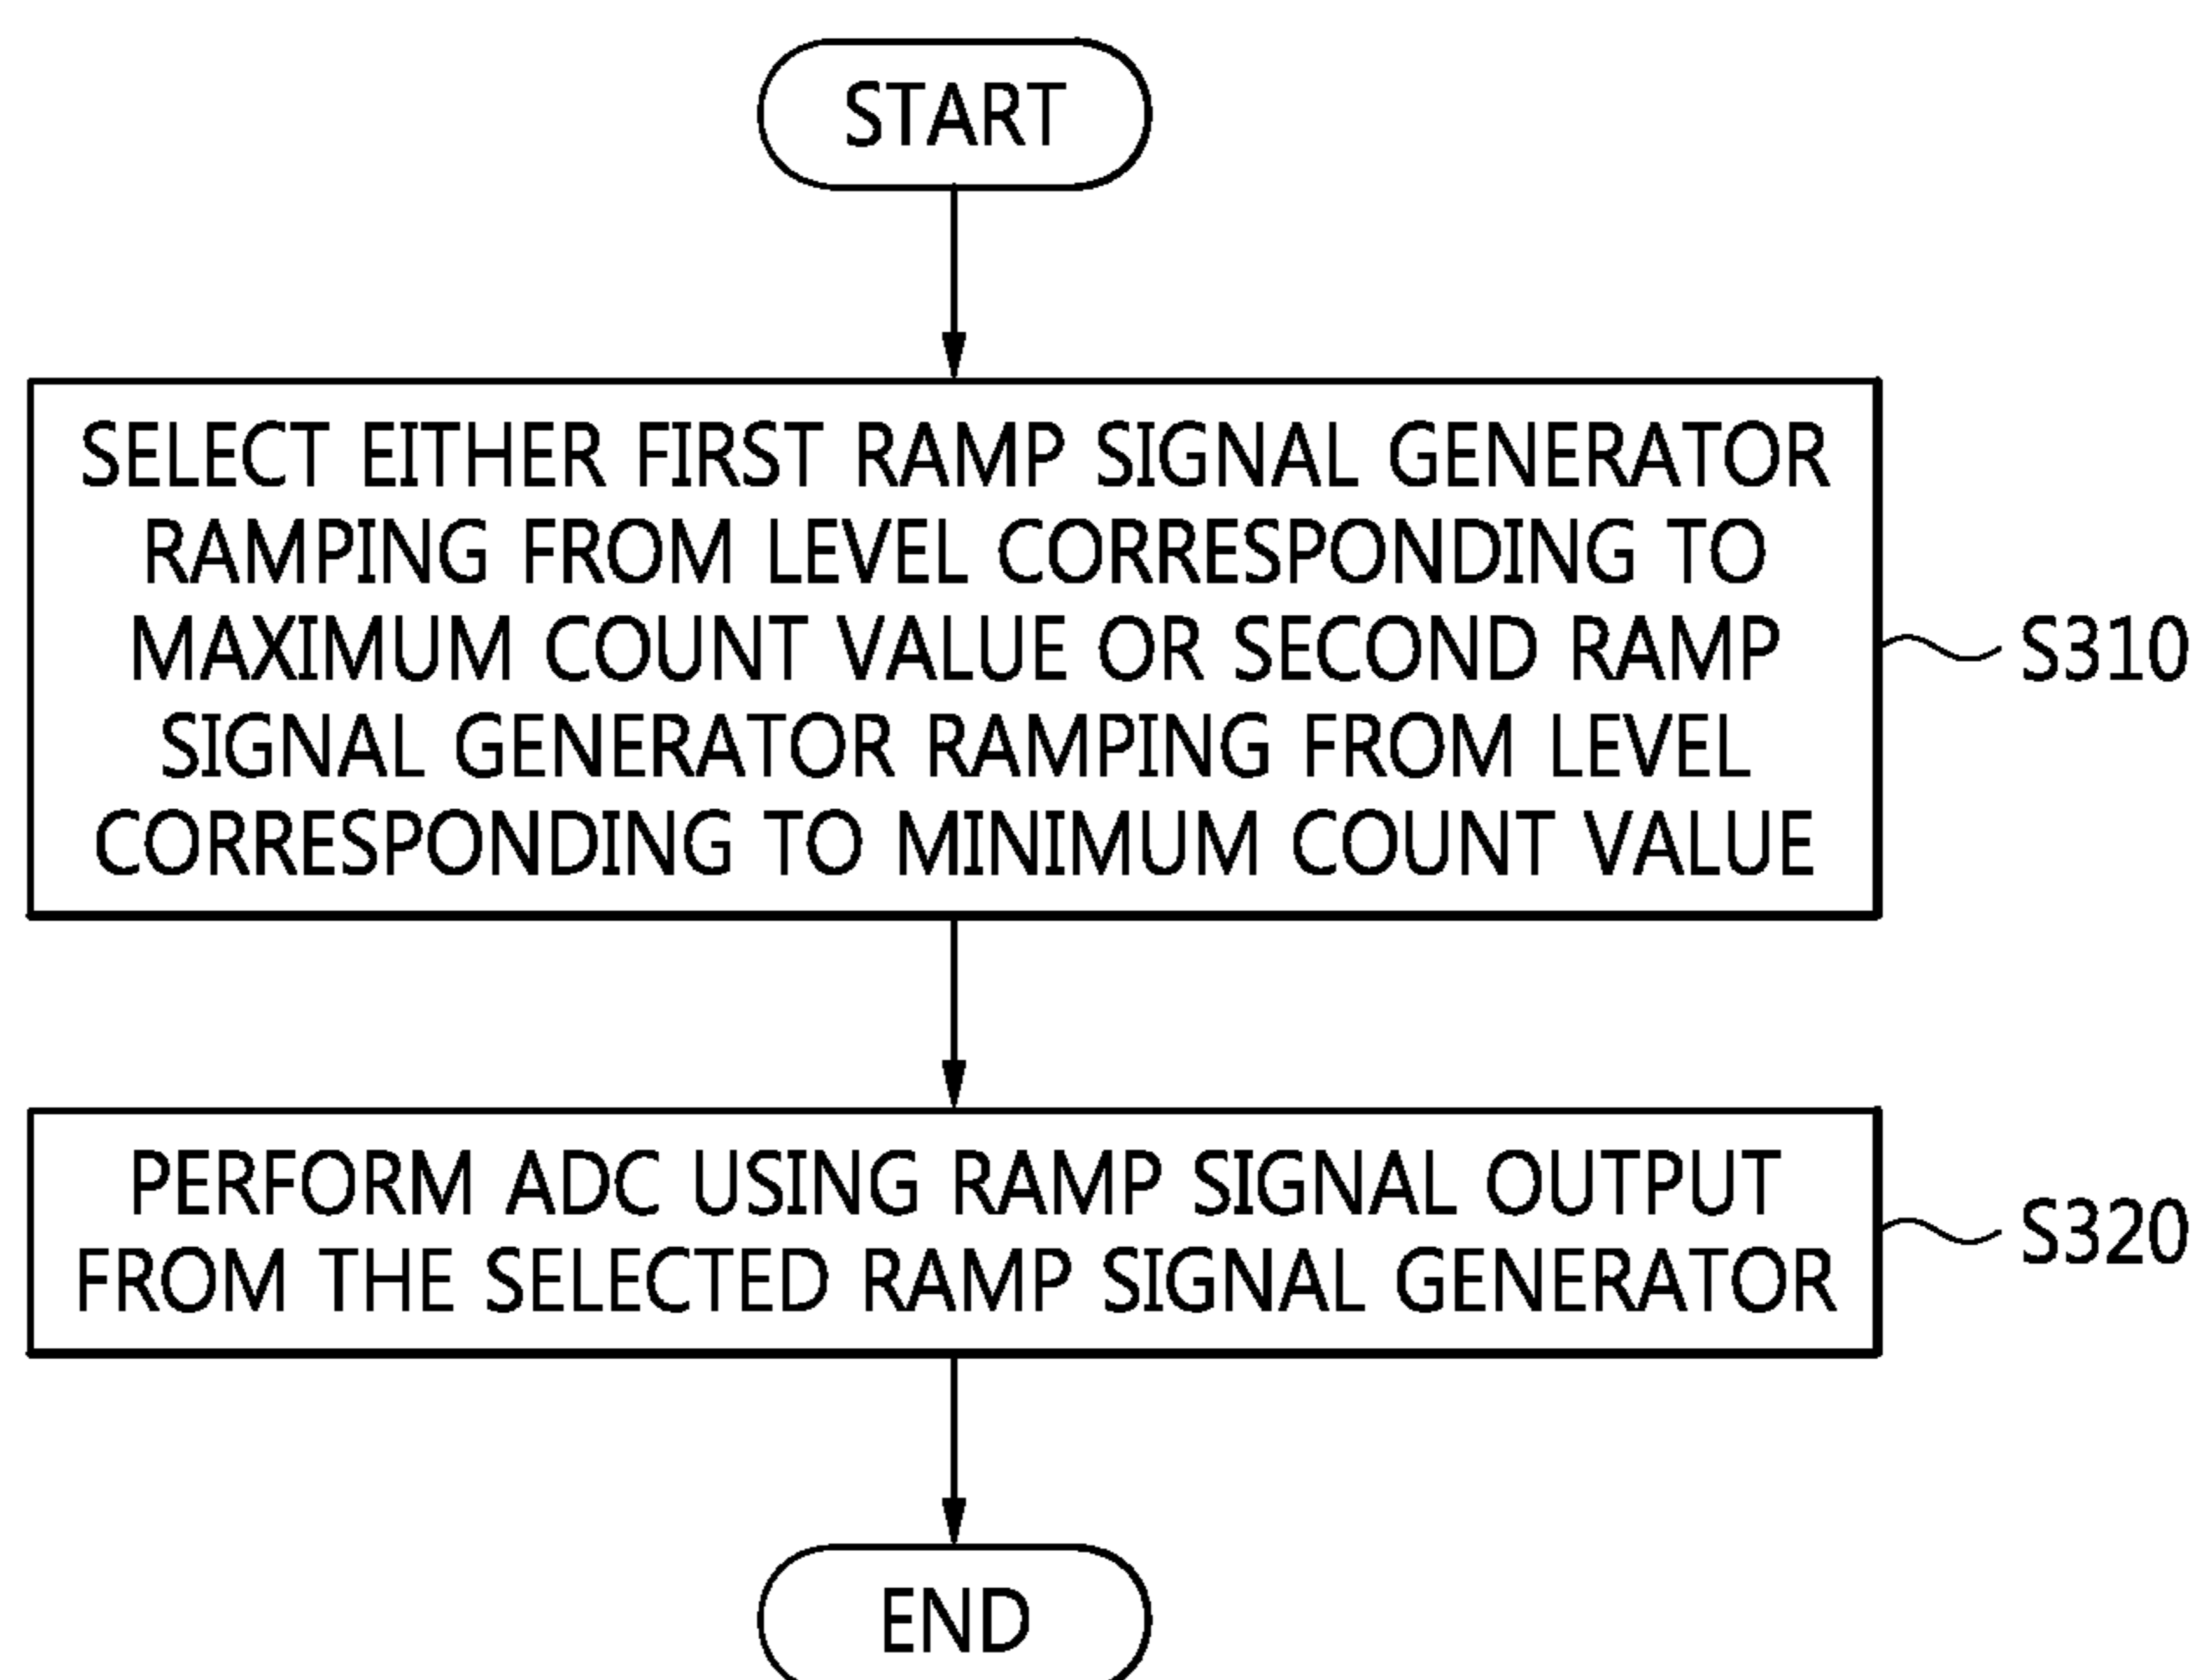 START
SELECT EITHER FIRST RAMP SIGNAL GENERATOR
RAMPING FROM LEVEL CORRESPONDING TO
MAXIMUM COUNT VALUE OR SECOND RAMP
SIGNAL GENERATOR RAMPING FROM LEVEL
CORRESPONDING TO MINIMUM COUNT VALUE
S310
PERFORM ADC USING RAMP SIGNAL OUTPUT
FROM THE SELECTED RAMP SIGNAL GENERATOR
S320
END